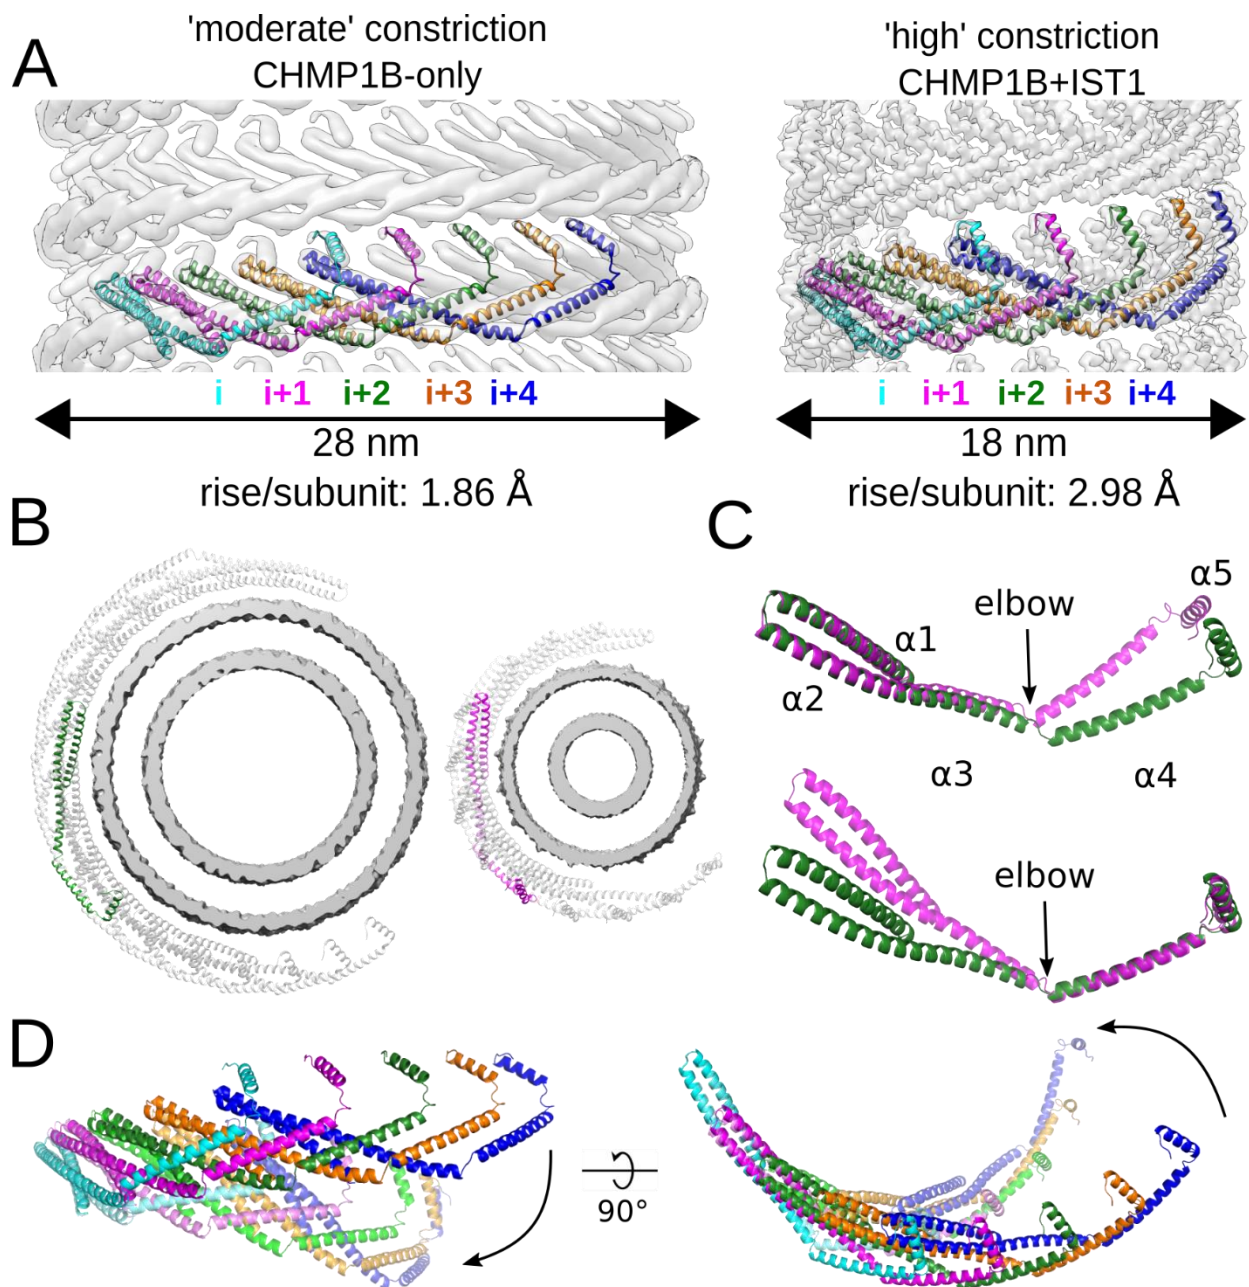 A
'moderate' constriction
CHMP1B-only
'high' constriction
CHMP1B+IST1
i i+1 i+2 i+3 i+4
28 nm
rise/subunit: 1.86 Å
i i+1 i+2 i+3 i+4
18 nm
rise/subunit: 2.98 Å
B
C
elbow
α5
α1
α2
α3
α4
elbow
D
90°